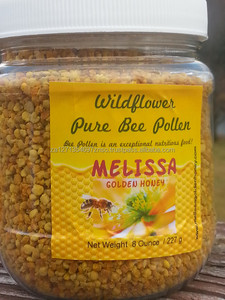 Wildflower
Pure Bee Pollen
Bee Pollen is an exceptional nutritious food!
MELISSA
GOLDEN HONEY
Net Weight 8 Ounce / 227 g